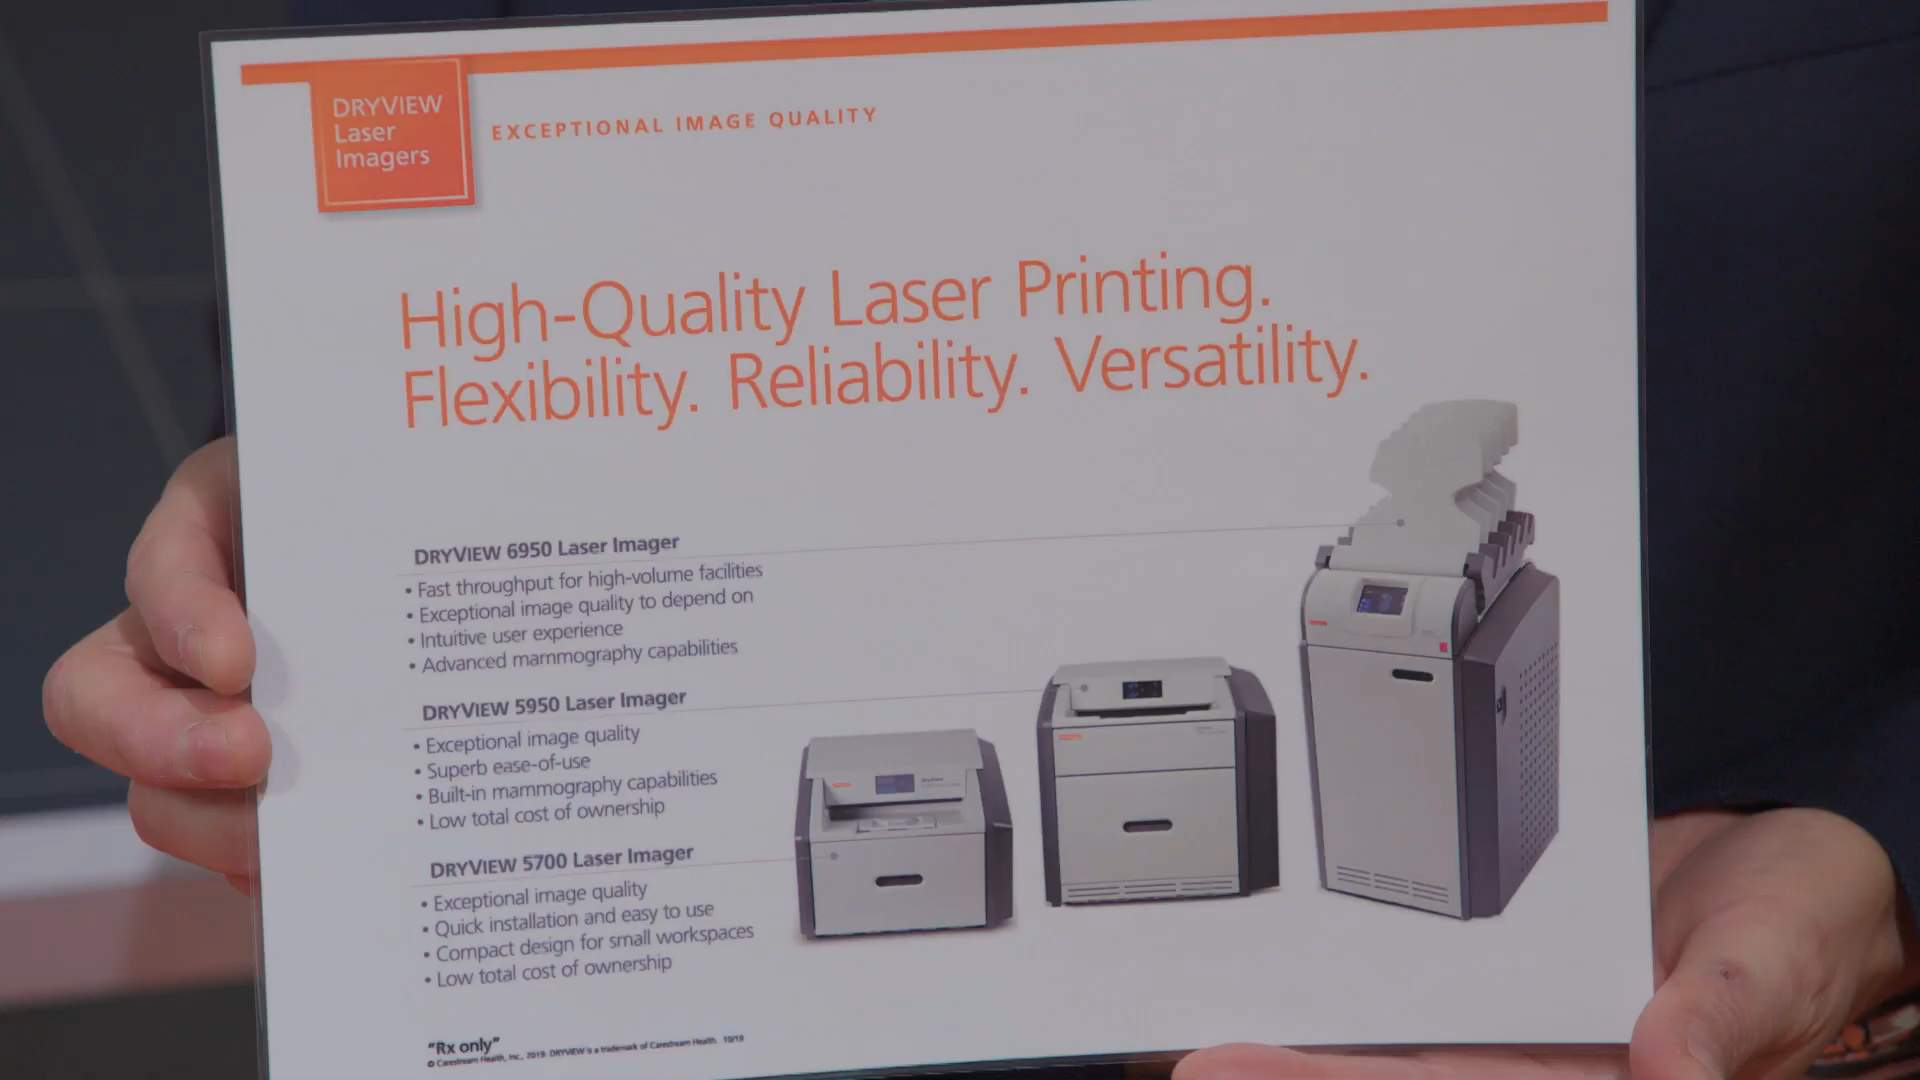 DRYVIEW
Laser
Imagers
EXCEPTIONAL IMAGE QUALITY
High-Quality Laser Printing.
Flexibility. Reliability. Versatility.
DRYVIEW 6950 Laser Imager
• Fast throughput for high-volume facilities
• Exceptional image quality to depend on
• Intuitive user experience
• Advanced mammography capabilities
DRYVIEW 5950 Laser Imager
• Exceptional image quality
• Superb ease-of-use
• Built-in mammography capabilities
• Low total cost of ownership
DRYVIEW 5700 Laser Imager
• Exceptional image quality
• Quick installation and easy to use
• Compact design for small workspaces
• Low total cost of ownership
“Rx only”
© Carestream Health, Inc., 2019. DRYVIEW is a trademark of Carestream Health. 10/19